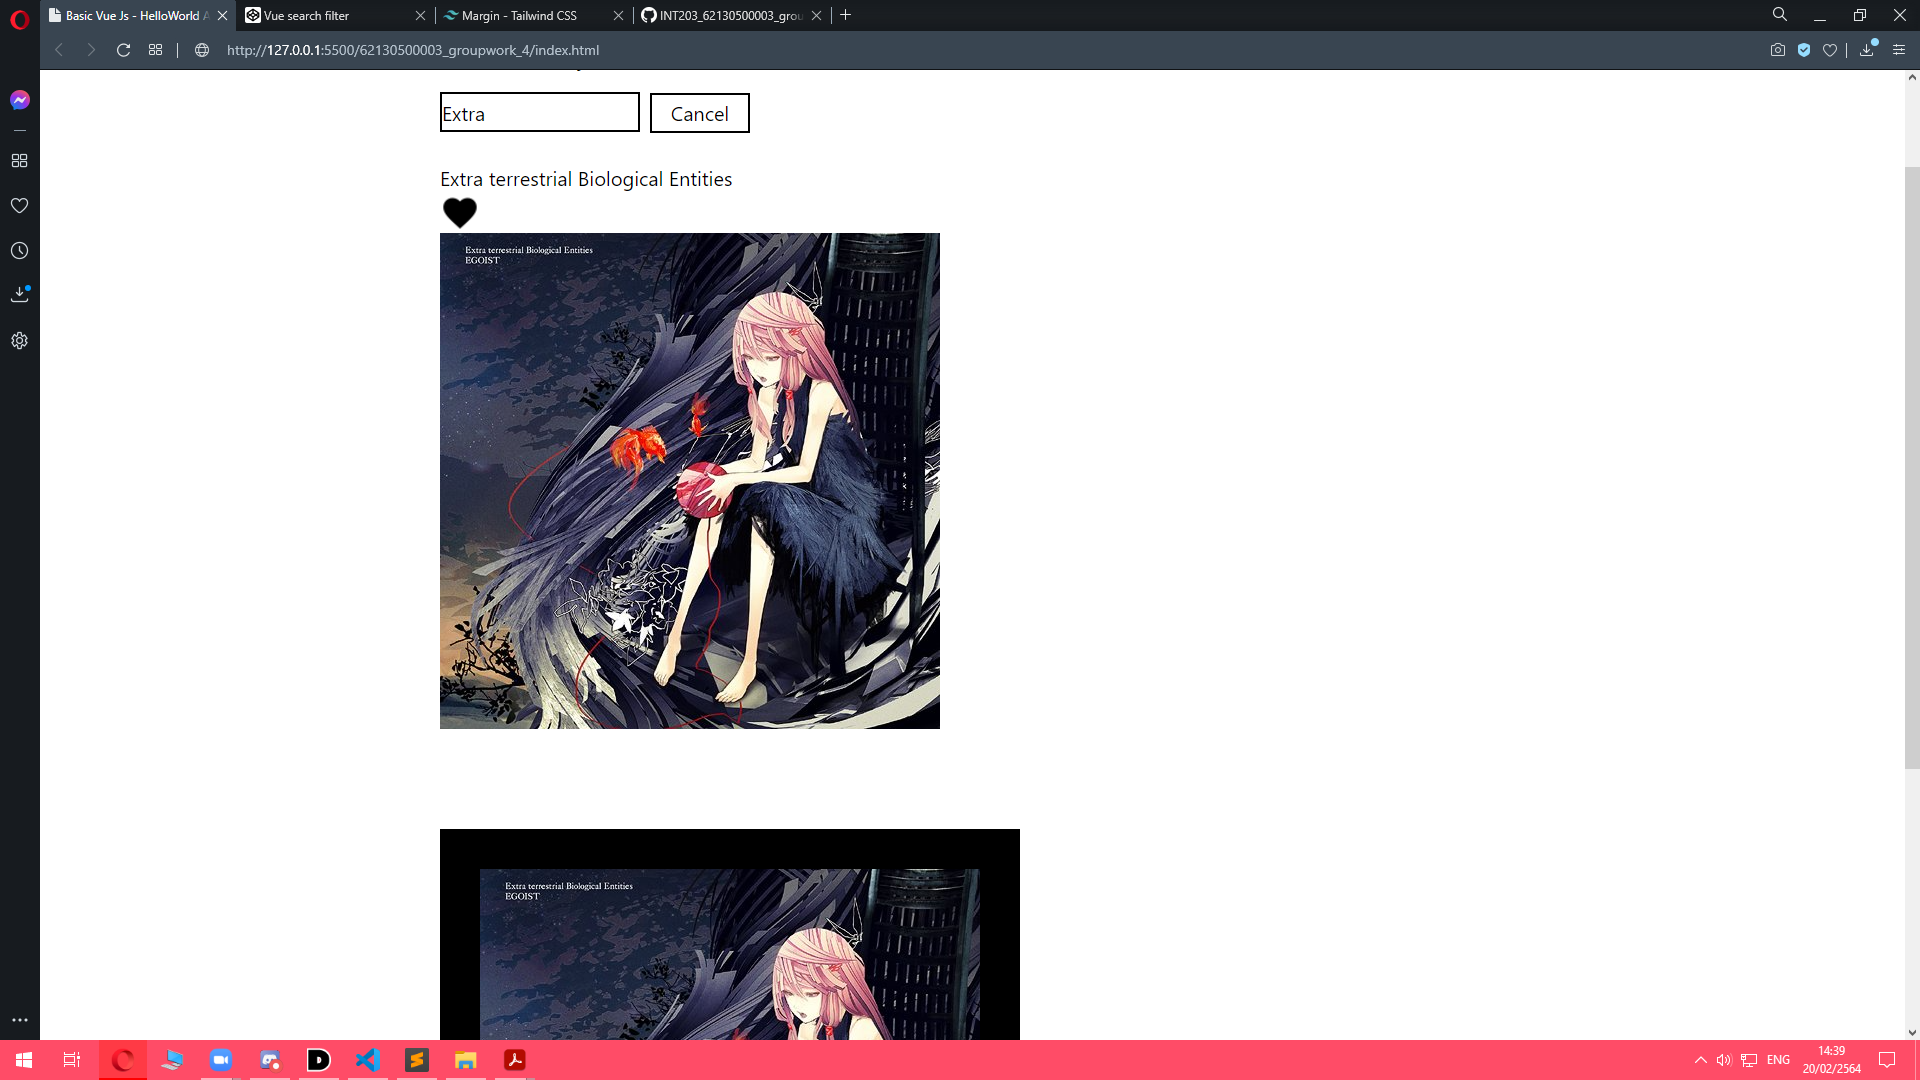 Basic Vue Js - HelloWorld A
Vue search filter
Margin - Tailwind CSS
INT203_62130500003_grou
http://127.0.0.1:5500/62130500003_groupwork_4/index.html
Extra
Cancel
Extra terrestrial Biological Entities
Extra terrestrial Biological Entities
EGOIST
Extra terrestrial Biological Entities
EGOIST
ENG
14:39
20/02/2564